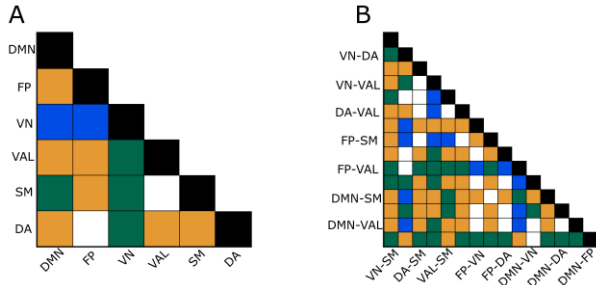 A
DMN
FP
VN
VAL
SM
DA
DMN
FP
VN
VAL
SM
DA
B
VN-DA
VN-VAL
DA-VAL
FP-SM
FP-VAL
DMN-SM
DMN-VAL
VN-SM
DA-SM
VAL-SM
FP-VN
FP-DA
DMN-VN
DMN-DA
DMN-FP